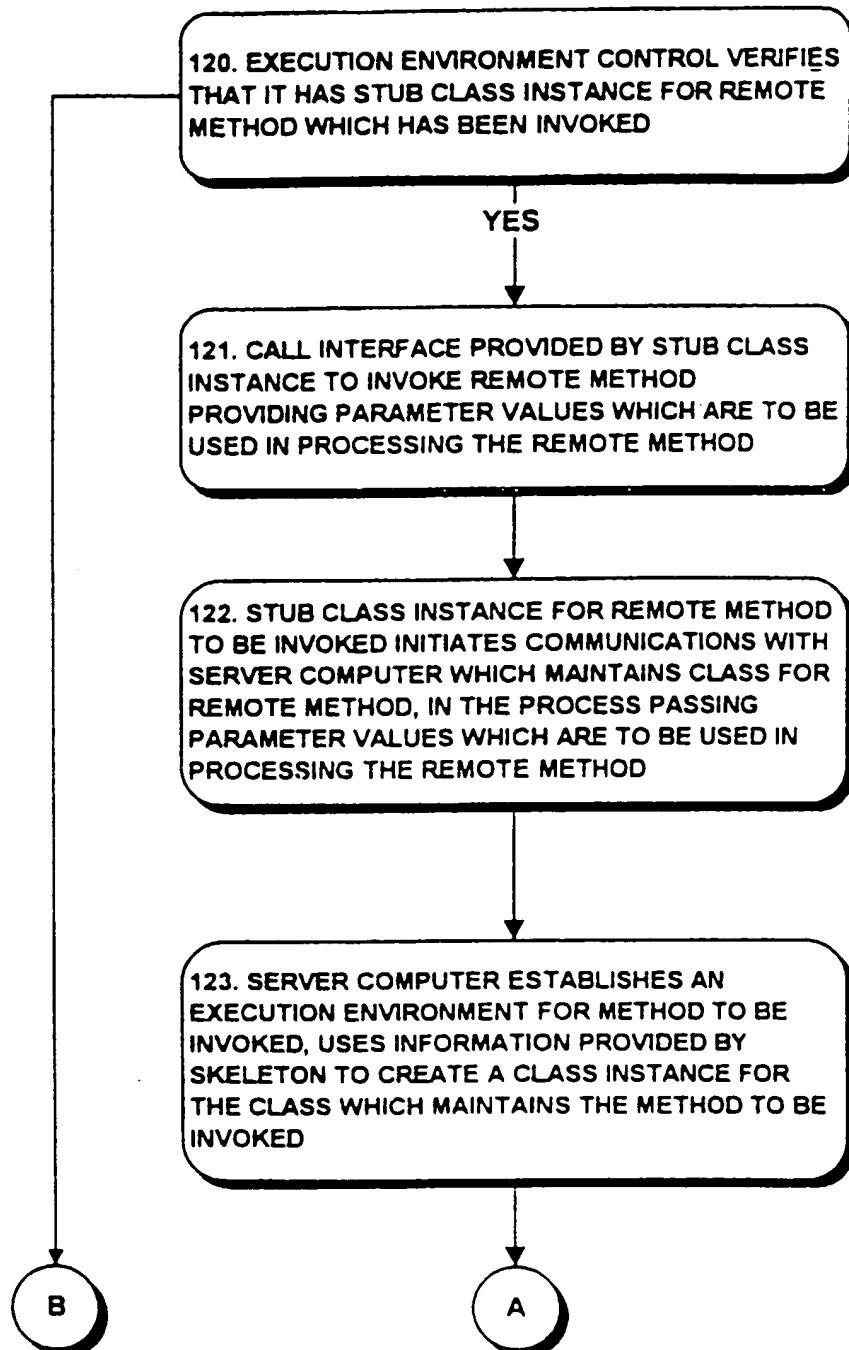 120. EXECUTION ENVIRONMENT CONTROL VERIFIES
THAT IT HAS STUB CLASS INSTANCE FOR REMOTE
METHOD WHICH HAS BEEN INVOKED
YES
121. CALL INTERFACE PROVIDED BY STUB CLASS
INSTANCE TO INVOKE REMOTE METHOD
PROVIDING PARAMETER VALUES WHICH ARE TO BE
USED IN PROCESSING THE REMOTE METHOD
122. STUB CLASS INSTANCE FOR REMOTE METHOD
TO BE INVOKED INITIATES COMMUNICATIONS WITH
SERVER COMPUTER WHICH MAINTAINS CLASS FOR
REMOTE METHOD, IN THE PROCESS PASSING
PARAMETER VALUES WHICH ARE TO BE USED IN
PROCESSING THE REMOTE METHOD
123. SERVER COMPUTER ESTABLISHES AN
EXECUTION ENVIRONMENT FOR METHOD TO BE
INVOKED, USES INFORMATION PROVIDED BY
SKELETON TO CREATE A CLASS INSTANCE FOR
THE CLASS WHICH MAINTAINS THE METHOD TO BE
INVOKED
B
A